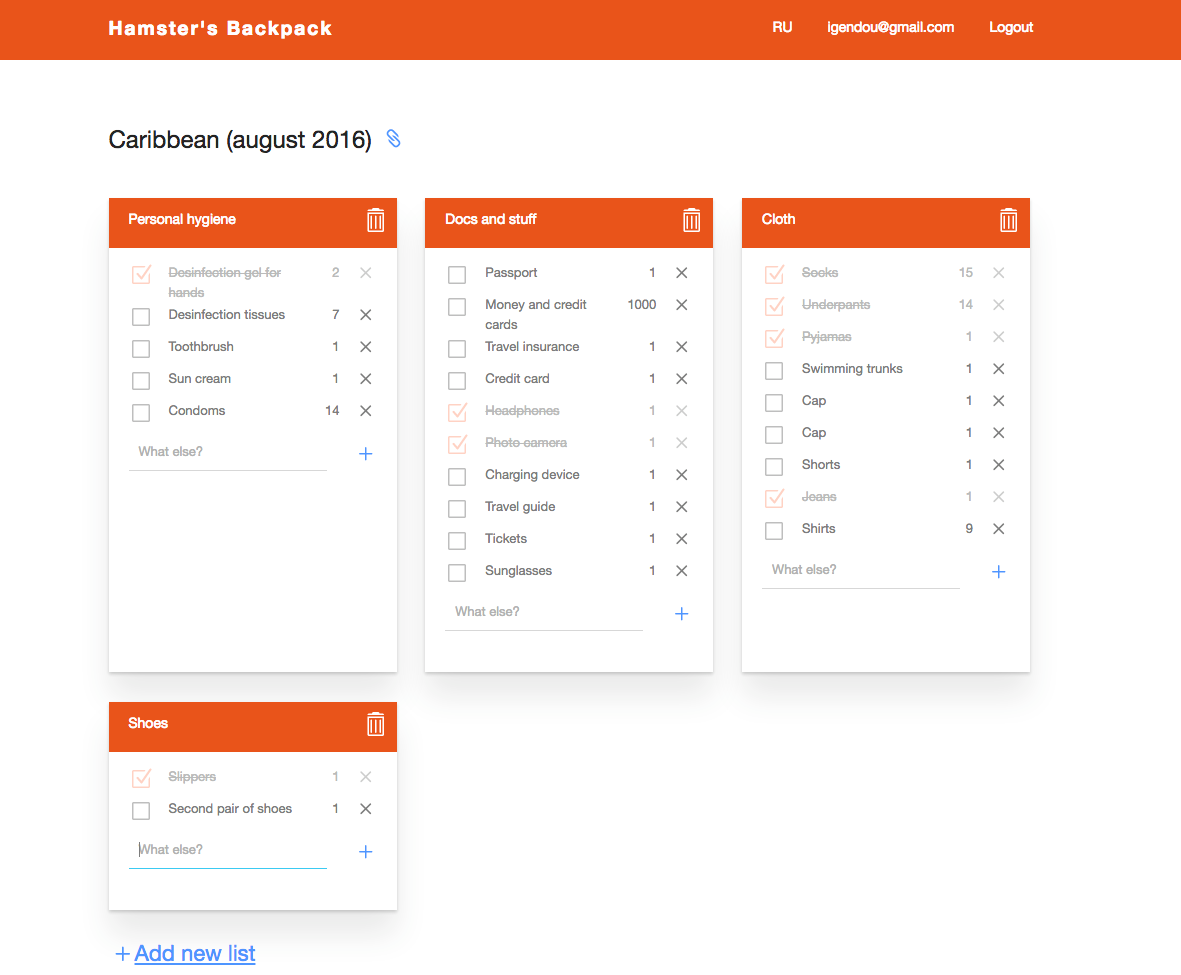 Hamster's Backpack RU igendou@gmail.com Logout
Caribbean (august 2016)
Personal hygiene
Desinfection gel for 2
hands
Desinfection tissues 7
Toothbrush 1
Sun cream 1
Condoms 14
What else?
Docs and stuff
Passport 1
Money and credit 1000
cards
Travel insurance 1
Credit card 1
Headphones 1
Photo camera 1
Charging device 1
Travel guide 1
Tickets 1
Sunglasses 1
What else?
Cloth
Socks 15
Underpants 14
Pyjamas 1
Swimming trunks 1
Cap 1
Cap 1
Shorts 1
Jeans 1
Shirts 9
What else?
Shoes
Slippers 1
Second pair of shoes 1
What else?
+ Add new list